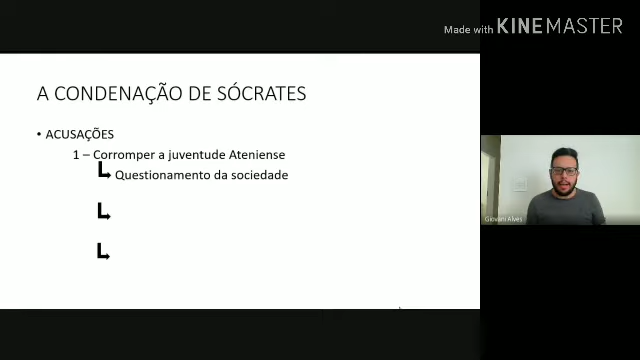 Made with KINEMASTER
A CONDENAÇÃO DE SÓCRATES
• ACUSAÇÕES
1 – Corromper a juventude Ateniense
Questionamento da sociedade
Giovani Alves